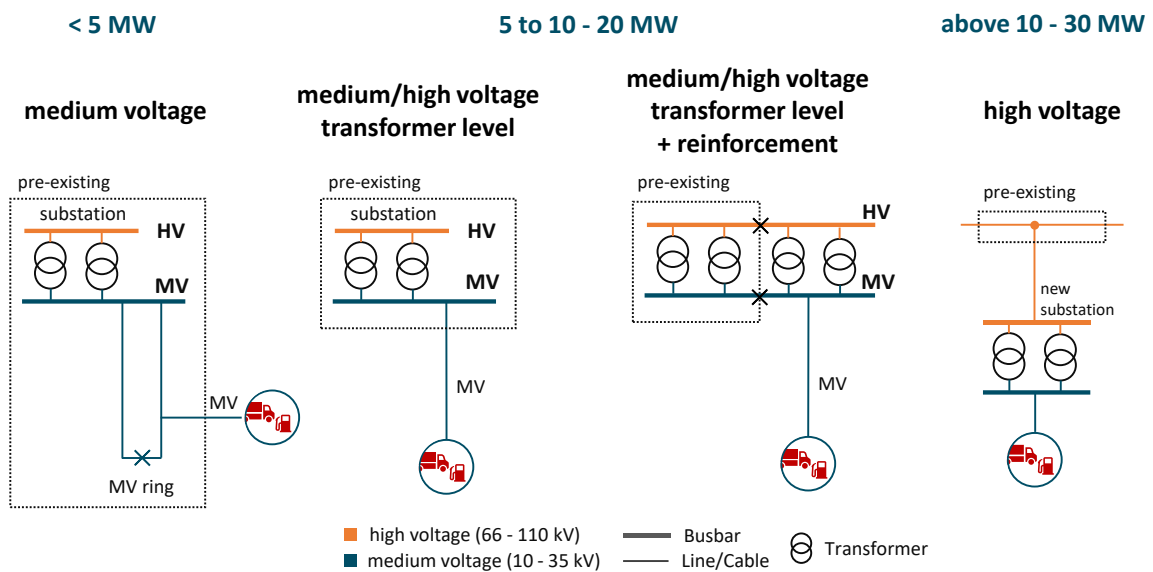 < 5 MW
5 to 10 - 20 MW
above 10 - 30 MW
medium voltage
medium/high voltage
transformer level
medium/high voltage
transformer level
+ reinforcement
high voltage
pre-existing
substation
HV
MV
MV
MV ring
pre-existing
substation
HV
MV
MV
pre-existing
HV
MV
MV
pre-existing
new
substation
high voltage (66 - 110 kV)
medium voltage (10 - 35 kV)
Busbar
Line/Cable
Transformer